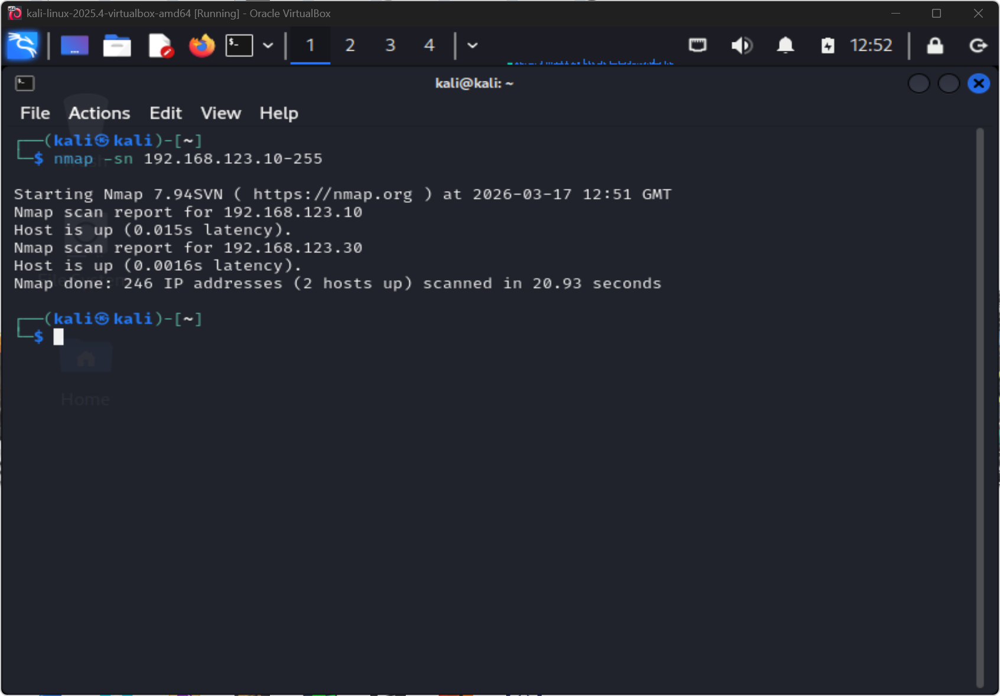 kali-linux-2025.4-virtualbox-amd64 [Running] - Oracle VirtualBox
1 2 3 4 12:52
kali@kali: ~
File Actions Edit View Help
┌──(kali㉿kali)-[~]
└─$ nmap -sn 192.168.123.10-255
Starting Nmap 7.94SVN ( https://nmap.org ) at 2026-03-17 12:51 GMT
Nmap scan report for 192.168.123.10
Host is up (0.015s latency).
Nmap scan report for 192.168.123.30
Host is up (0.0016s latency).
File System
Nmap done: 246 IP addresses (2 hosts up) scanned in 20.93 seconds
┌──(kali㉿kali)-[~]
└─$
Home